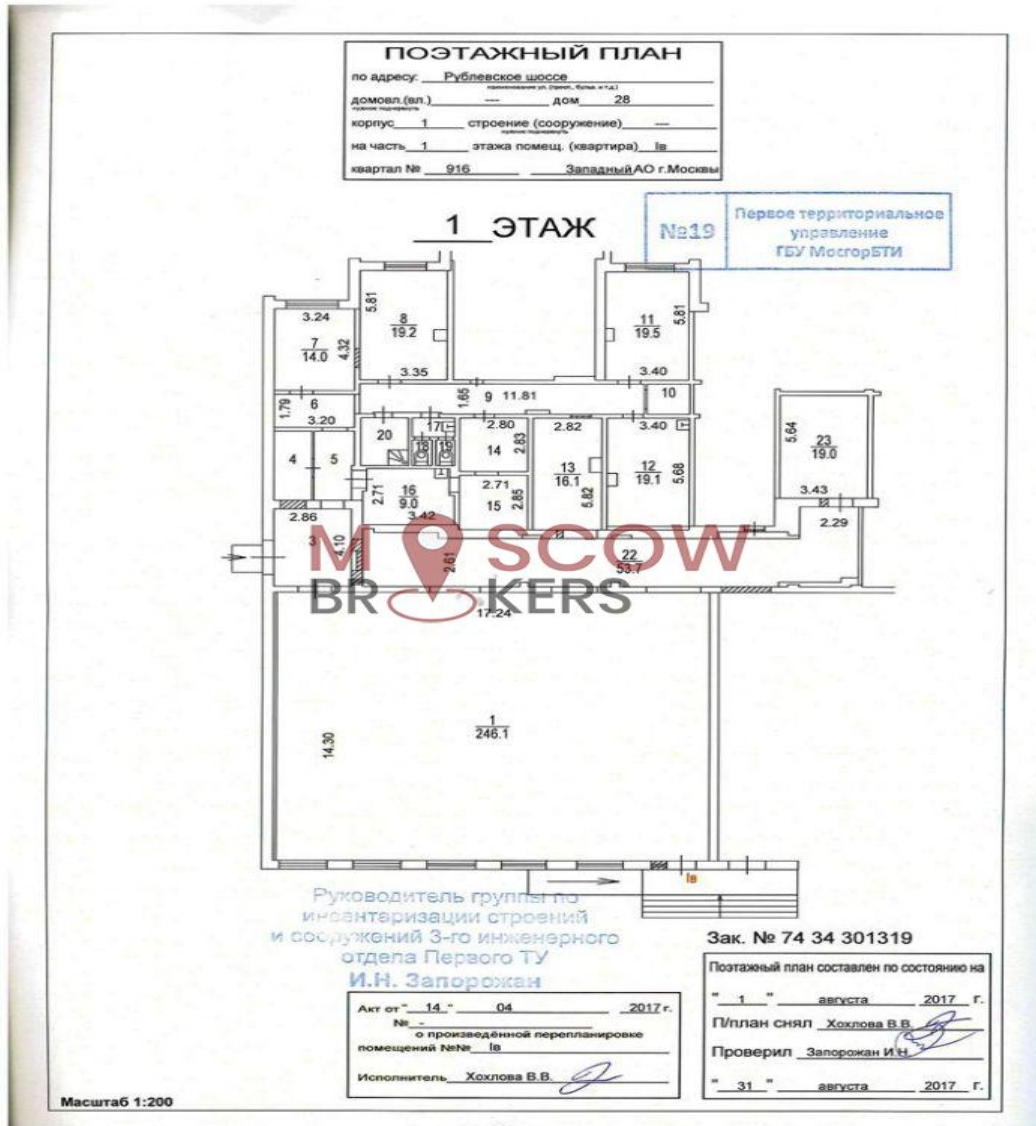 ПОЭТАЖНЫЙ ПЛАН
по адресу: Рублевское шоссе
домовл.(вл.) --- дом 28
нужное подчеркнуть
корпус 1 строение (сооружение) ---
нужное подчеркнуть
на часть 1 этажа помещ. (квартира) Iв
квартал № 916 Западный АО г.Москвы
1 ЭТАЖ
№19
Первое территориальное
управление
ГБУ МосгорБТИ
5.81
8
19.2
3.35
11
19.5
5.81
3.40
3.24
7
14.0
4.32
1.79
6
3.20
1.65
9
11.81
10
4
5
20
17
2.80
14
2.83
2.82
13
16.1
5.82
3.40
12
19.1
5.68
5.64
23
19.0
3.43
2.71
16
9.0
3.42
2.71
15
2.85
2.86
3
4.10
2.61
22
53.7
2.29
MOSCOW
BROKERS
17.24
1
246.1
14.30
Iв
Руководитель группы по
инвентаризации строений
и сооружений 3-го инженерного
отдела Первого ТУ
И.Н. Запорожан
Зак. № 74 34 301319
Акт от " 14 " 04 2017 г.
№ -
о произведённой перепланировке
помещений №№ Iв
Исполнитель Хохлова В.В.
Поэтажный план составлен по состоянию на
" 1 " августа 2017 г.
П/план снял Хохлова В.В.
Проверил Запорожан И.Н.
" 31 " августа 2017 г.
Масштаб 1:200